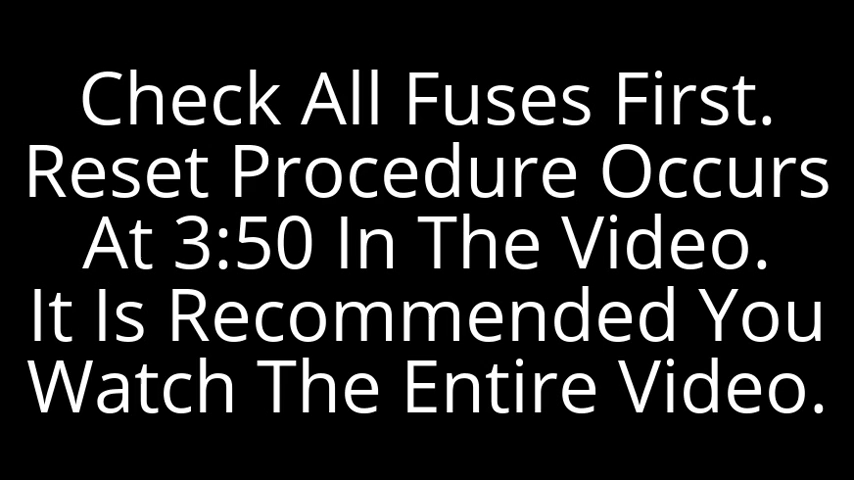 Check All Fuses First.
Reset Procedure Occurs
At 3:50 In The Video.
It Is Recommended You
Watch The Entire Video.